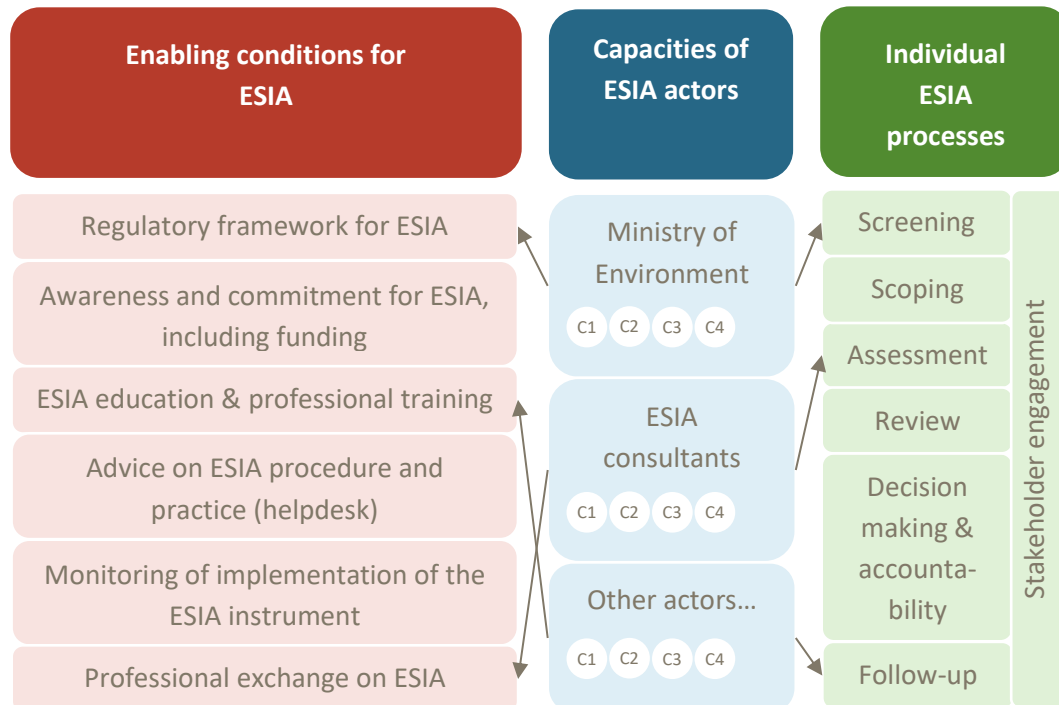 Enabling conditions for
ESIA
Regulatory framework for ESIA
Awareness and commitment for ESIA,
including funding
ESIA education & professional training
Advice on ESIA procedure and
practice (helpdesk)
Monitoring of implementation of the
ESIA instrument
Professional exchange on ESIA
Capacities of
ESIA actors
Ministry of
Environment
C1 C2 C3 C4
ESIA
consultants
C1 C2 C3 C4
Other actors...
C1 C2 C3 C4
Individual
ESIA
processes
Screening
Scoping
Assessment
Review
Decision
making &
accounta-
bility
Follow-up
Stakeholder engagement